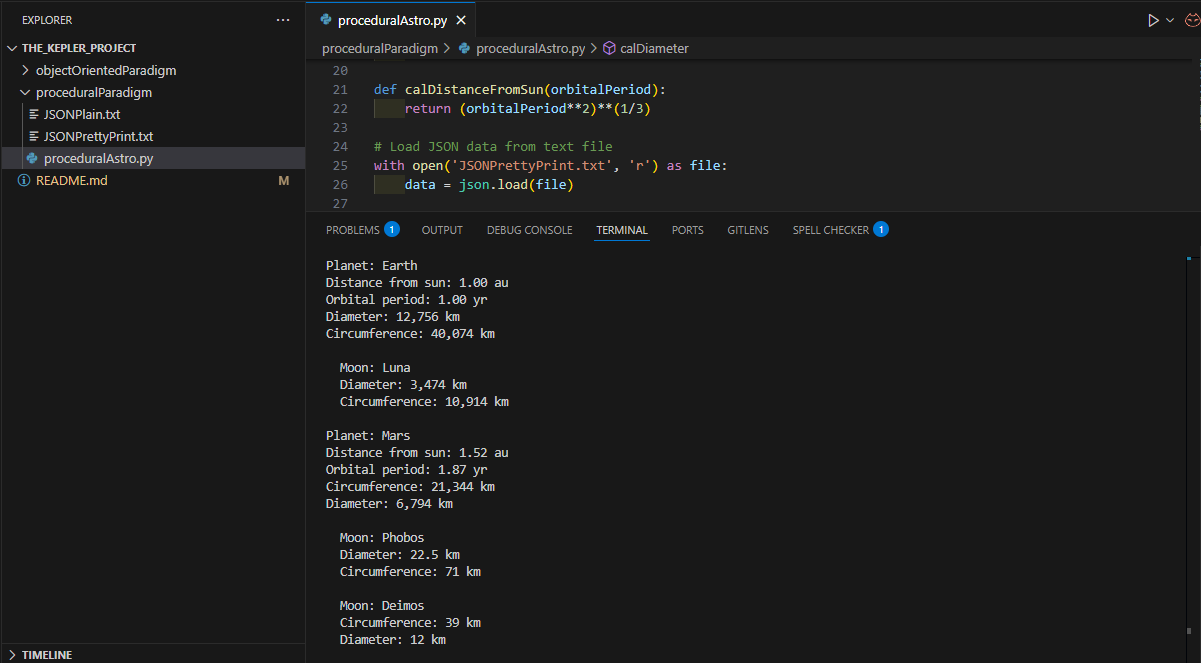 EXPLORER
THE_KEPLER_PROJECT
objectOrientedParadigm
proceduralParadigm
JSONPlain.txt
JSONPrettyPrint.txt
proceduralAstro.py
README.md M
TIMELINE
proceduralAstro.py
proceduralParadigm > proceduralAstro.py > calDiameter
20
21 def calDistanceFromSun(orbitalPeriod):
22 return (orbitalPeriod**2)**(1/3)
23
24 # Load JSON data from text file
25 with open('JSONPrettyPrint.txt', 'r') as file:
26 data = json.load(file)
27
PROBLEMS 1 OUTPUT DEBUG CONSOLE TERMINAL PORTS GITLENS SPELL CHECKER 1
Planet: Earth
Distance from sun: 1.00 au
Orbital period: 1.00 yr
Diameter: 12,756 km
Circumference: 40,074 km
Moon: Luna
Diameter: 3,474 km
Circumference: 10,914 km
Planet: Mars
Distance from sun: 1.52 au
Orbital period: 1.87 yr
Circumference: 21,344 km
Diameter: 6,794 km
Moon: Phobos
Diameter: 22.5 km
Circumference: 71 km
Moon: Deimos
Circumference: 39 km
Diameter: 12 km